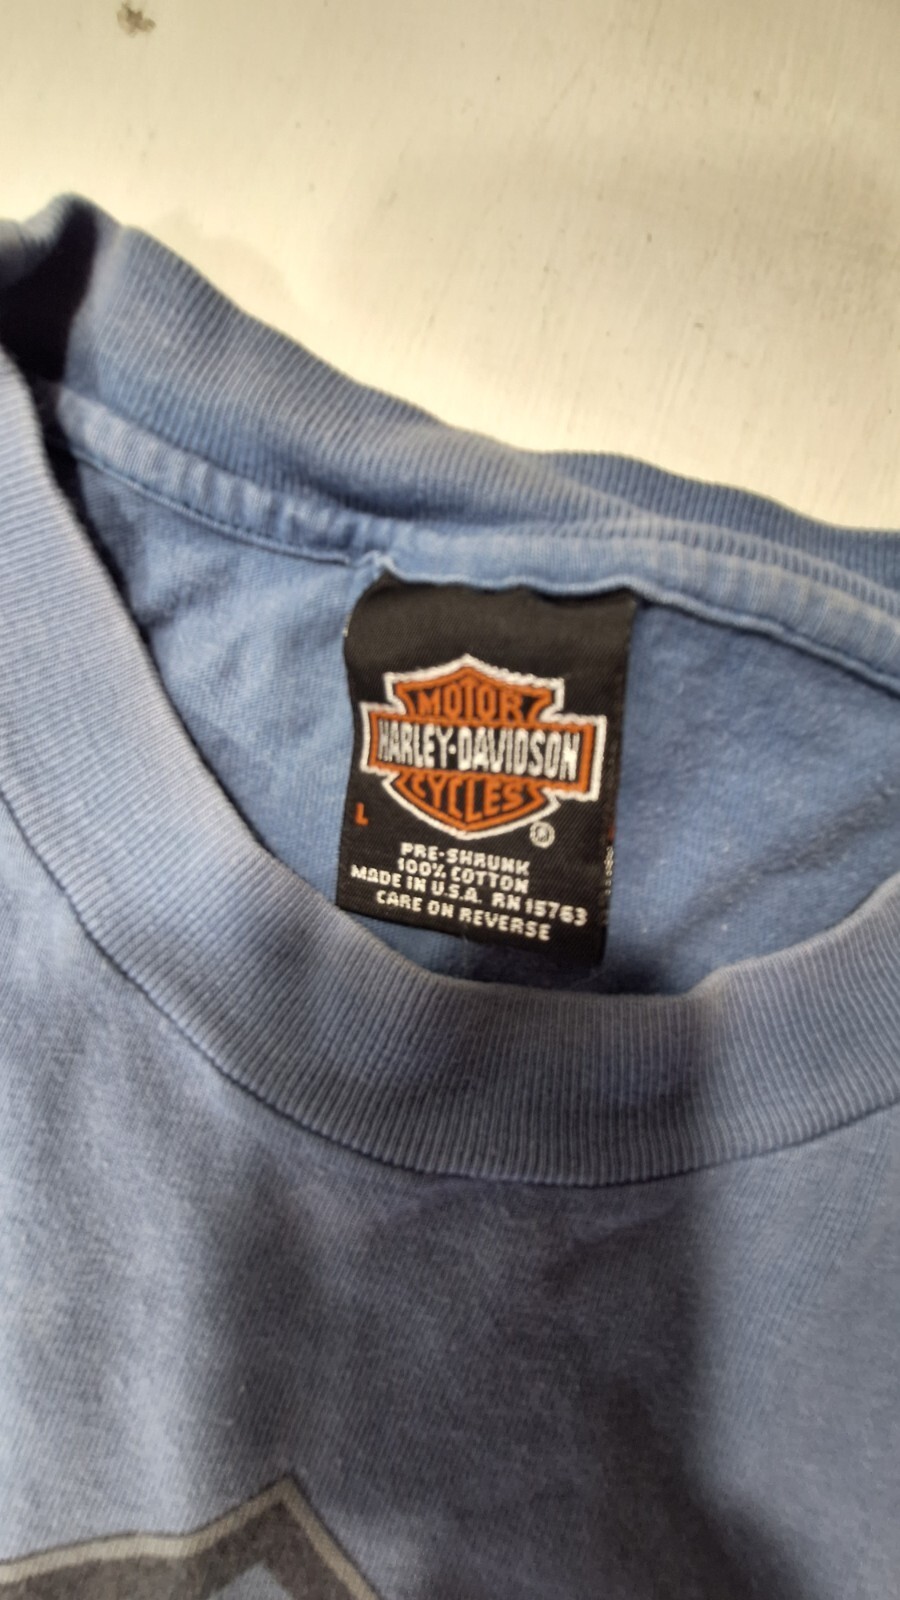 MOTOR
HARLEY-DAVIDSON
CYCLES
®
L
PRE-SHRUNK
100% COTTON
MADE IN U.S.A. RN 15763
CARE ON REVERSE